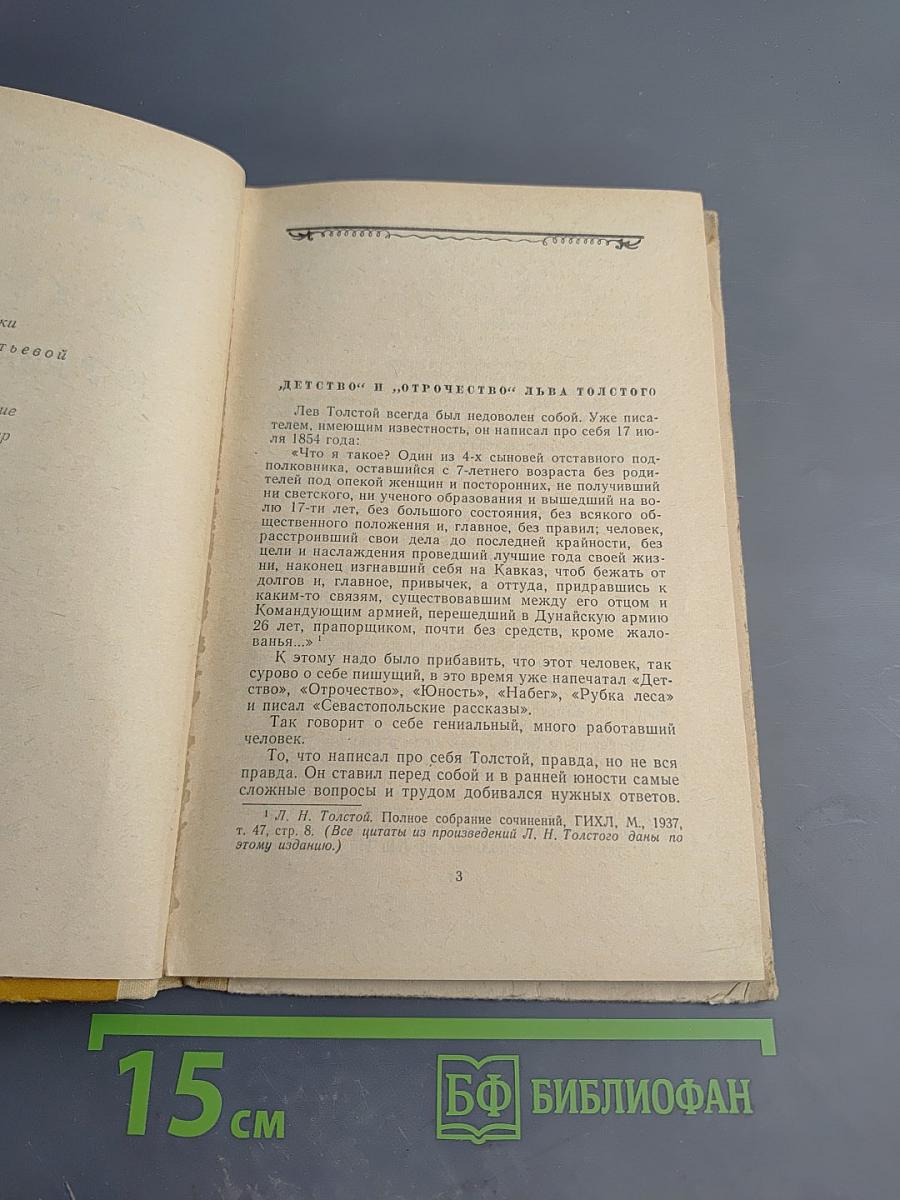 ки
тьевой
ие
ир
„ДЕТСТВО“ И „ОТРОЧЕСТВО“ ЛЬВА ТОЛСТОГО
Лев Толстой всегда был недоволен собой. Уже писа-
телем, имеющим известность, он написал про себя 17 ию-
ля 1854 года:
«Что я такое? Один из 4-х сыновей отставного под-
полковника, оставшийся с 7-летнего возраста без роди-
телей под опекой женщин и посторонних, не получивший
ни светского, ни ученого образования и вышедший на во-
лю 17-ти лет, без большого состояния, без всякого об-
щественного положения и, главное, без правил; человек,
расстроивший свои дела до последней крайности, без
цели и наслаждения проведший лучшие года своей жиз-
ни, наконец изгнавший себя на Кавказ, чтоб бежать от
долгов и, главное, привычек, а оттуда, придравшись к
каким-то связям, существовавшим между его отцом и
Командующим армией, перешедший в Дунайскую армию
26 лет, прапорщиком, почти без средств, кроме жало-
ванья...» 1
К этому надо было прибавить, что этот человек, так
сурово о себе пишущий, в это время уже напечатал «Дет-
ство», «Отрочество», «Юность», «Набег», «Рубка леса»
и писал «Севастопольские рассказы».
Так говорит о себе гениальный, много работавший
человек.
То, что написал про себя Толстой, правда, но не вся
правда. Он ставил перед собой и в ранней юности самые
сложные вопросы и трудом добивался нужных ответов.
1 Л. Н. Толстой. Полное собрание сочинений, ГИХЛ, М., 1937,
т. 47, стр. 8. (Все цитаты из произведений Л. Н. Толстого даны по
этому изданию.)
3
15 см
БФ БИБЛИОФАН